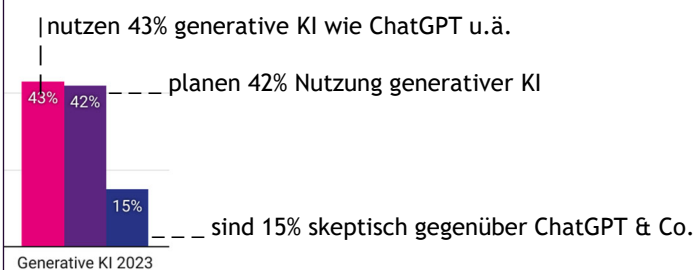 nutzen 43% generative KI wie ChatGPT u.ä.
43%
42%
planen 42% Nutzung generativer KI
15%
sind 15% skeptisch gegenüber ChatGPT & Co.
Generative KI 2023